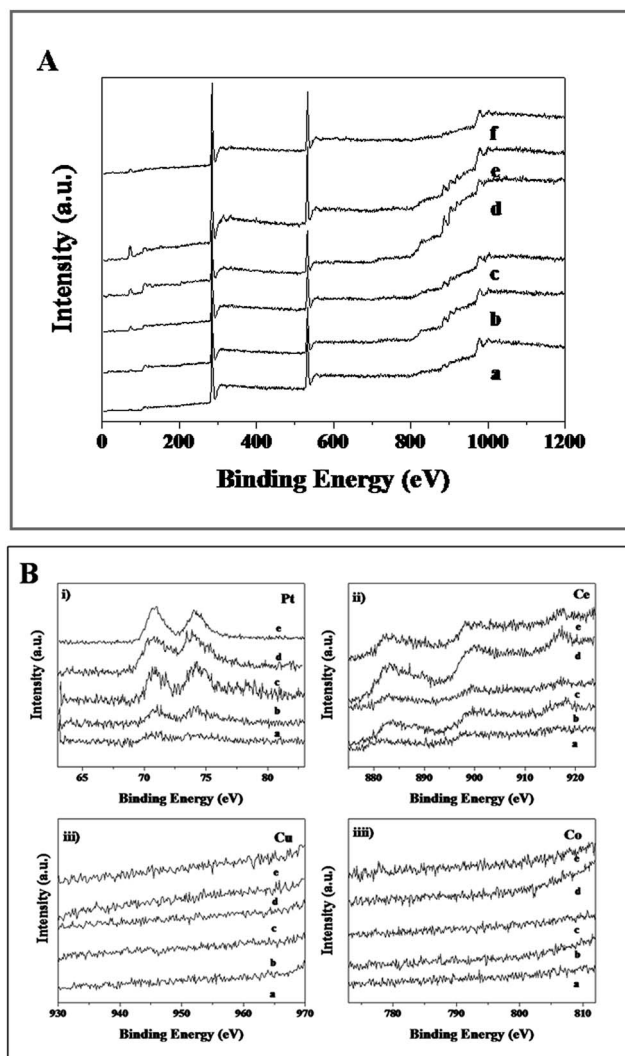 A
f
e
d
c
b
a
Intensity (a.u.)
0 200 400 600 800 1000 1200
Binding Energy (eV)
B
i) Pt
e
d
c
b
a
Intensity (a.u.)
65 70 75 80
Binding Energy (eV)
ii) Ce
e
d
c
b
a
Intensity (a.u.)
880 890 900 910 920
Binding Energy (eV)
iii) Cu
e
d
c
b
a
Intensity (a.u.)
930 940 950 960 970
Binding Energy (eV)
iiii) Co
e
d
c
b
a
Intensity (a.u.)
780 790 800 810
Binding Energy (eV)